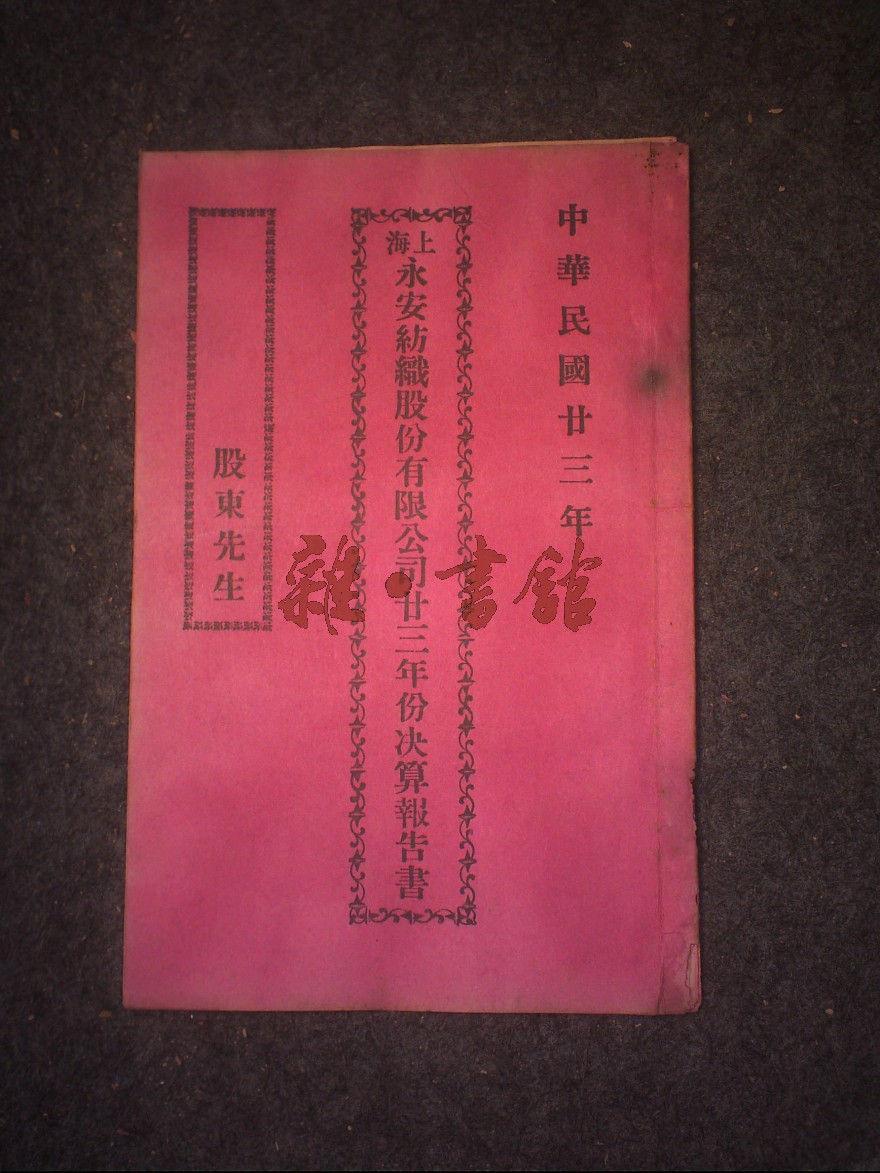 中華民國廿三年
上海永安紡織股份有限公司廿三年份决算報告書
股東先生
雜·書館